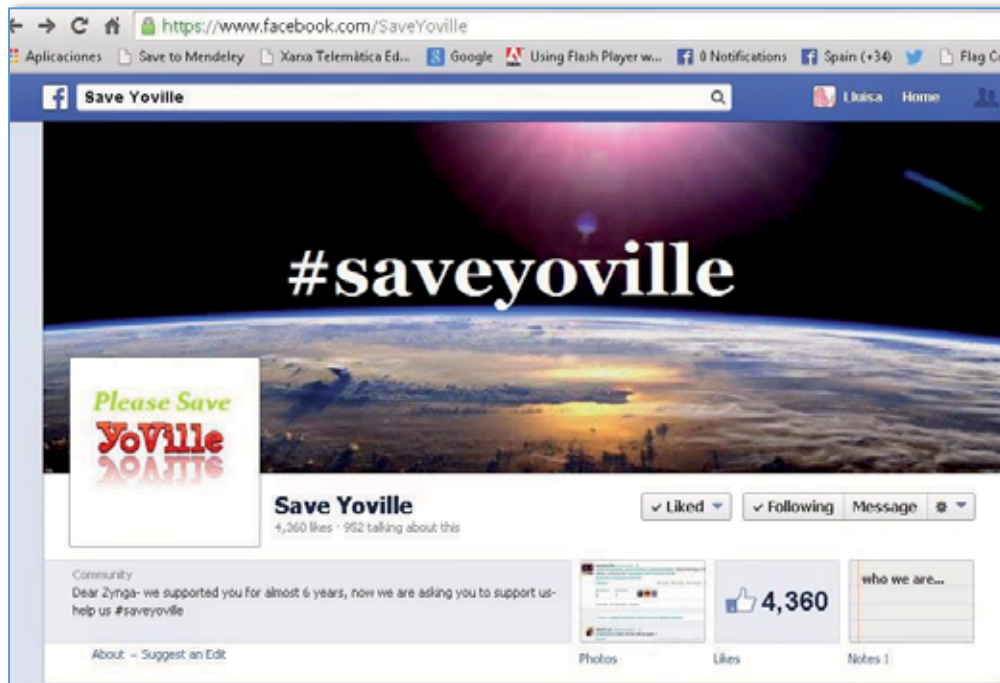 https://www.facebook.com/SaveYoville
Aplicaciones Save to Mendeley Xarxa Telemàtica Ed... Google Using Flash Player w... 0 Notifications Spain (+34) Flag Co
Save Yoville Lluisa Home
#saveyoville
Please Save
YoVille
Save Yoville
4,360 likes · 952 talking about this
Liked Following Message
Community
Dear Zynga- we supported you for almost 6 years, now we are asking you to support us-
help us #saveyoville
4,360
who we are...
About – Suggest an Edit
Photos Likes Notes 1